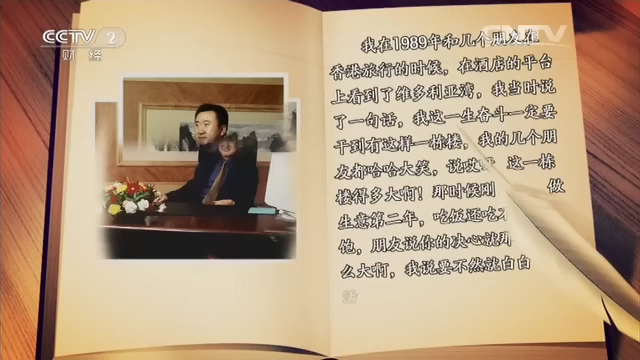 CCTV 2
财经
CNTV
我在1989年和几个朋友在
香港旅行的时候，在酒店的平台
上看到了维多利亚湾，我当时说
了一句话，我这一生奋斗一定要
干到有这样一栋楼，我的几个朋
友都哈哈大笑，说哎 这一栋
楼得多大啊！那时候刚 做
生意第二年，吃饭还吃不
饱，朋友说你的决心就那
么大啊，我说要不然就白白
活